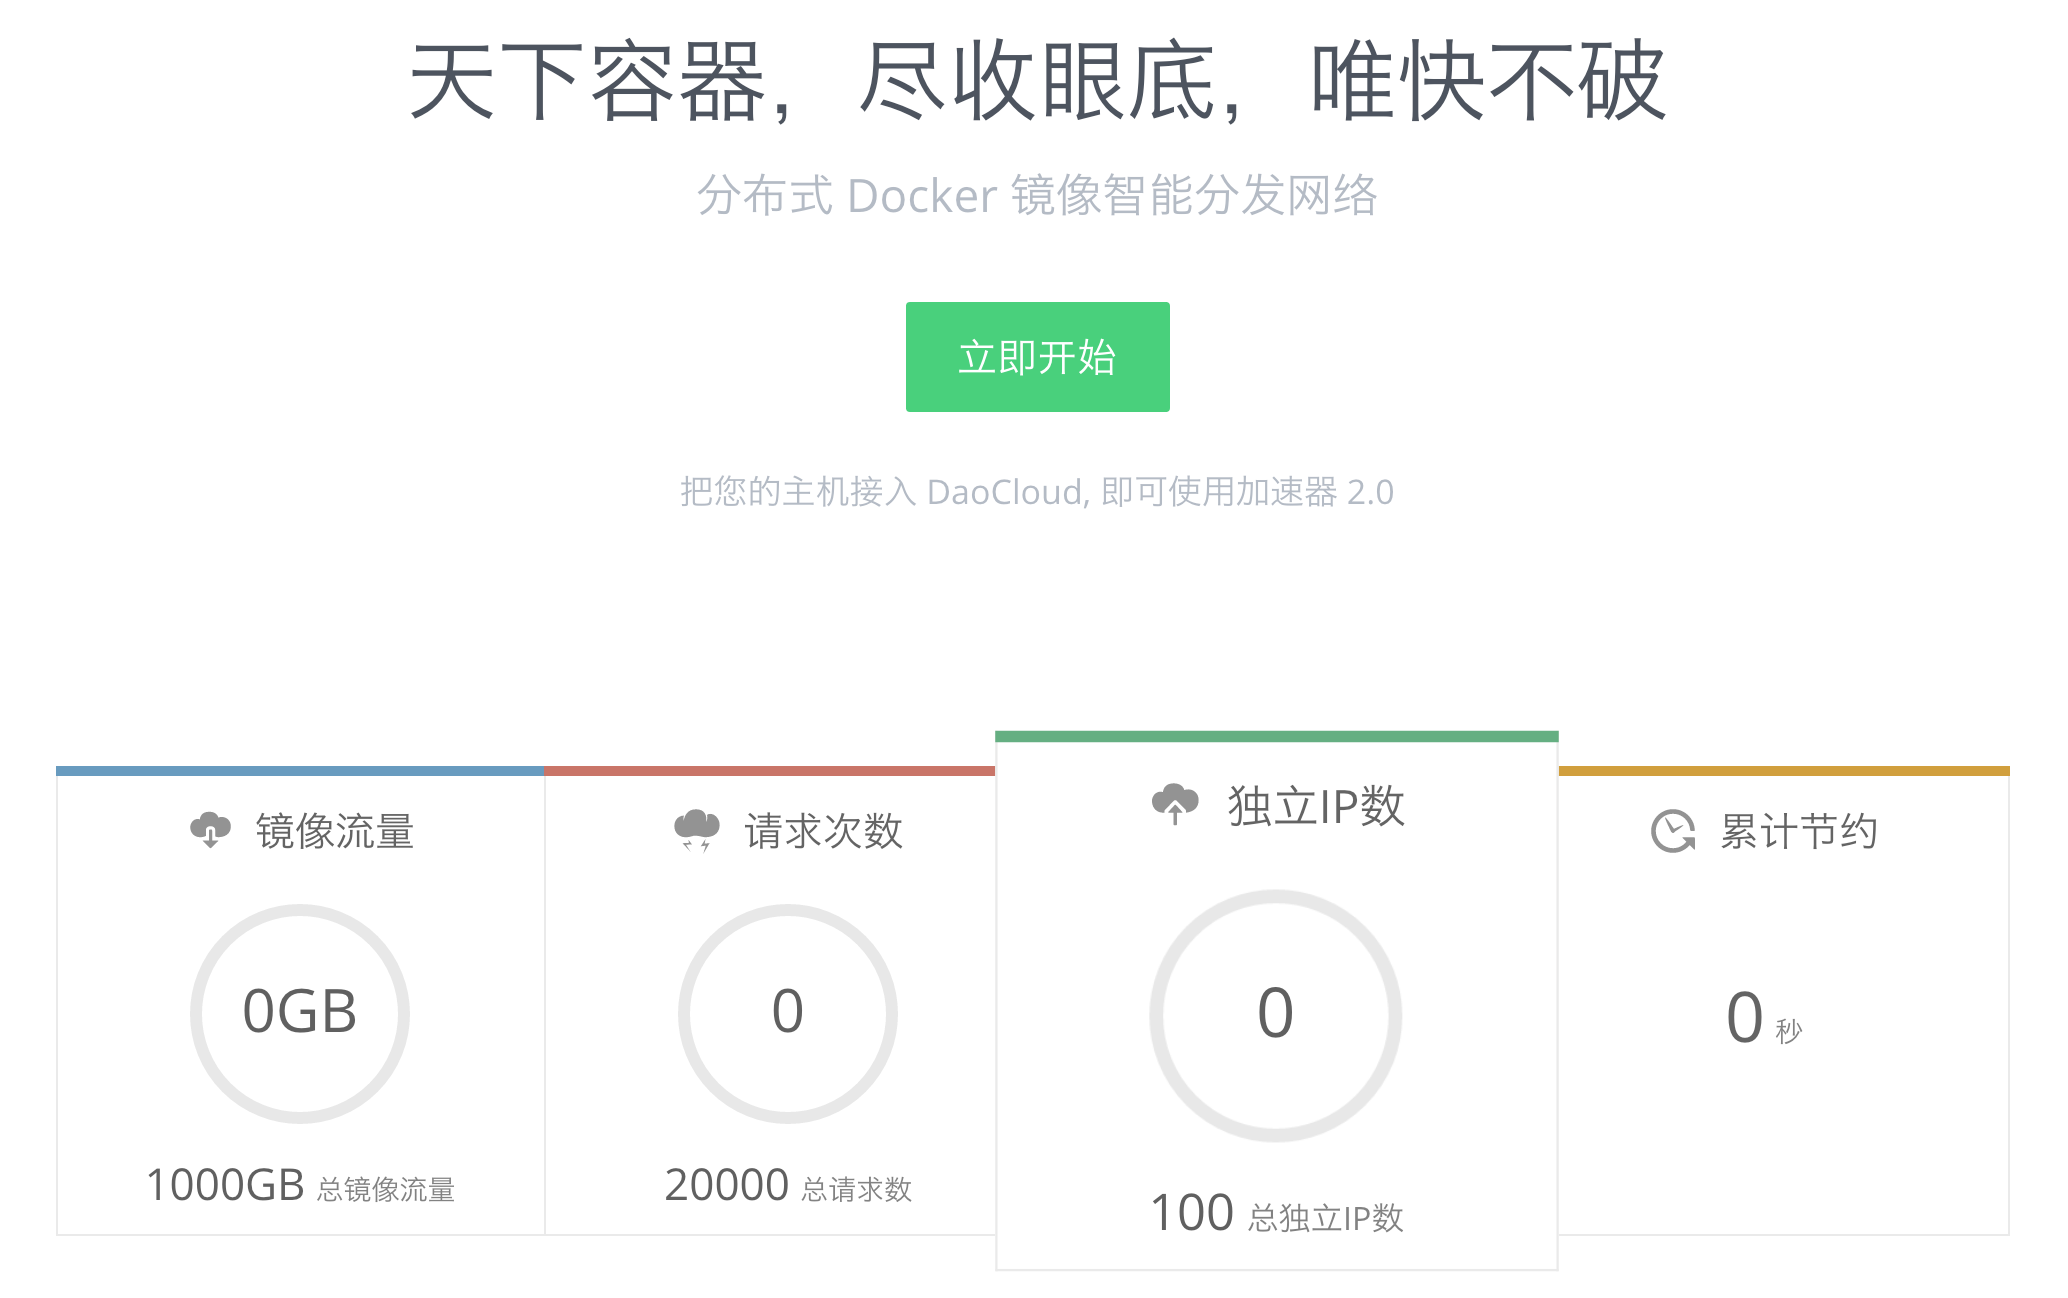 天下容器，尽收眼底，唯快不破
分布式 Docker 镜像智能分发网络
立即开始
把您的主机接入 DaoCloud, 即可使用加速器 2.0
镜像流量
0GB
1000GB 总镜像流量
请求次数
0
20000 总请求数
独立IP数
0
100 总独立IP数
累计节约
0 秒